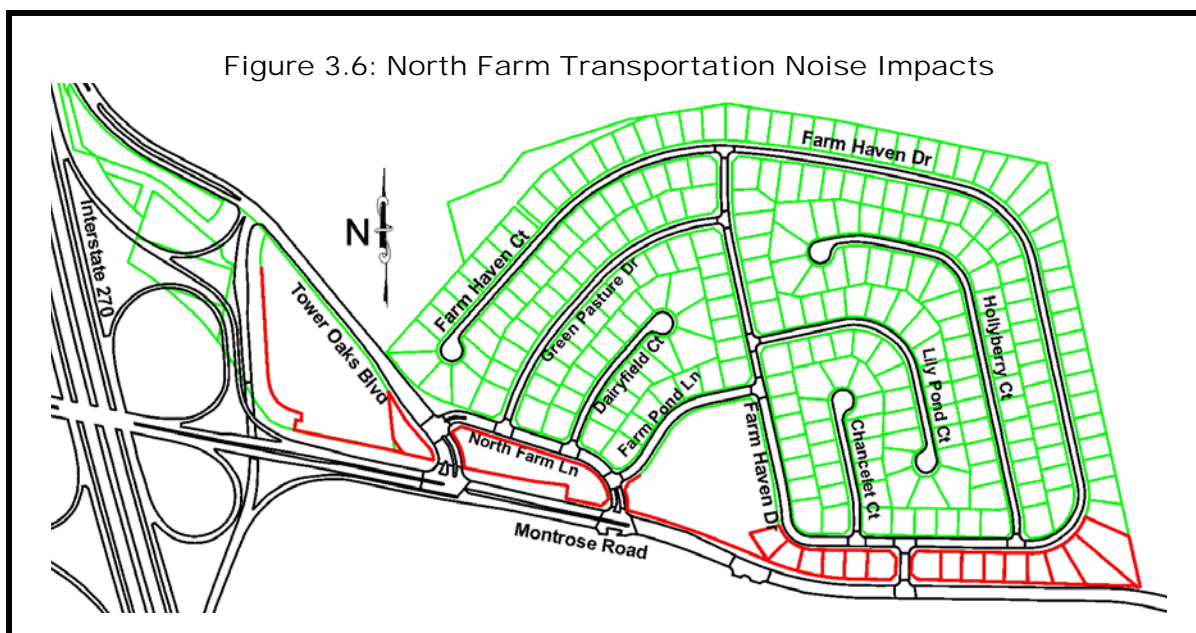 Figure 3.6: North Farm Transportation Noise Impacts
Farm Haven Dr
Interstate 270
N
Farm Haven Ct
Tower Oaks Blvd
Green Pasture Dr
Hollyberry Ct
Dairyfield Ct
Lily Pond Ct
Farm Pond Ln
Farm Haven Dr
Chancelet Ct
North Farm Ln
Montrose Road